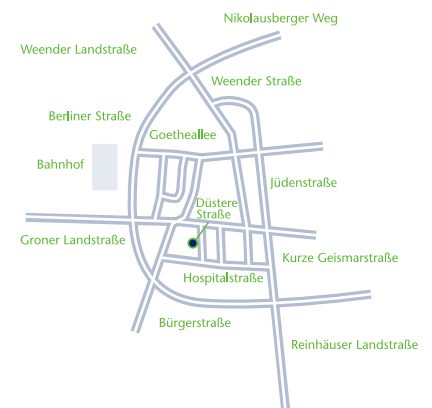 Nikolausberger Weg
Weender Landstraße
Weender Straße
Berliner Straße
Goetheallee
Bahnhof
Jüdenstraße
Düstere
Straße
Groner Landstraße
Kurze Geismarstraße
Hospitalstraße
Bürgerstraße
Reinhäuser Landstraße